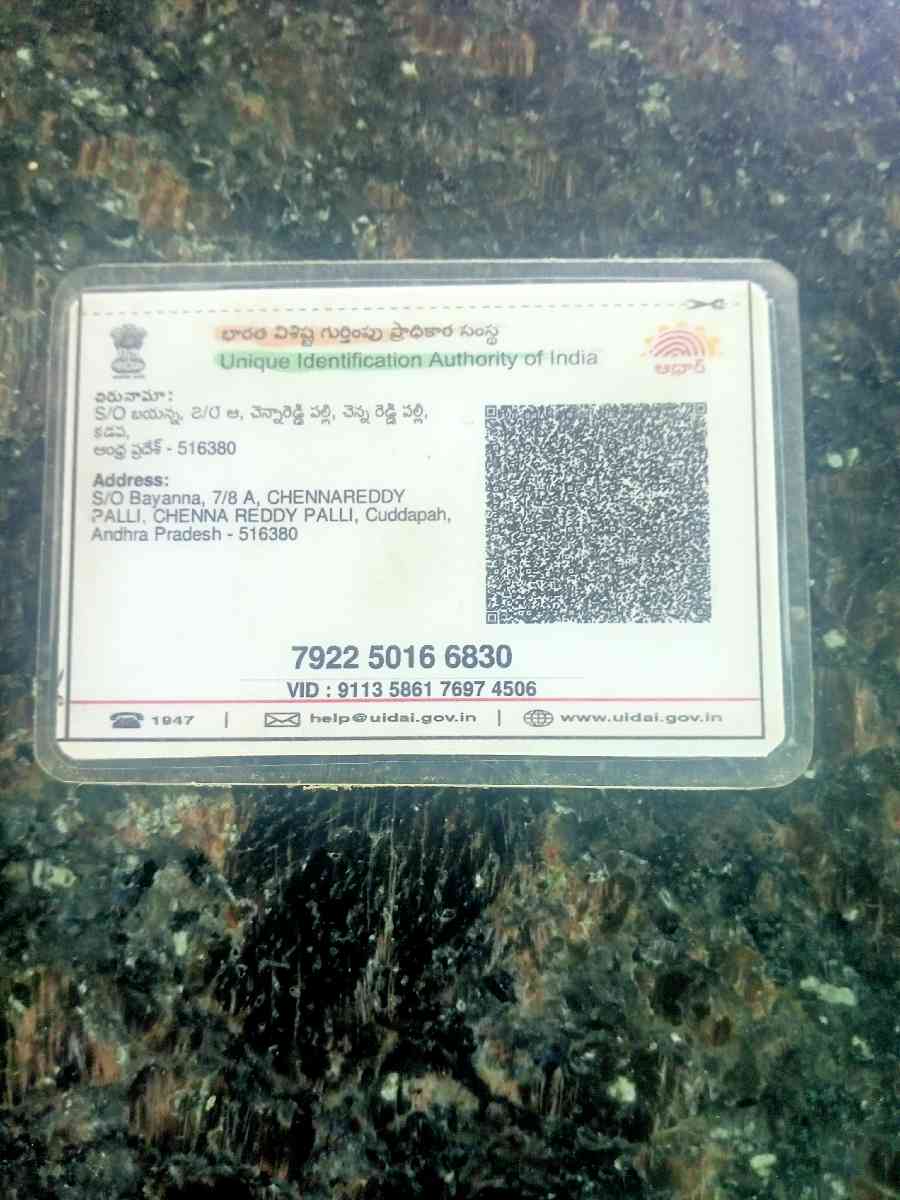 భారత విశిష్ట గుర్తింపు ప్రాధికార సంస్థ
Unique Identification Authority of India
ఆధార్
చిరునామా:
S/O బయన్న, ౭/౮ ఆ, చెన్నారెడ్డి పల్లి, చెన్న రెడ్డి పల్లి,
కడప,
ఆంధ్ర ప్రదేశ్ - 516380
Address:
S/O Bayanna, 7/8 A, CHENNAREDDY
PALLI, CHENNA REDDY PALLI, Cuddapah,
Andhra Pradesh - 516380
7922 5016 6830
VID : 9113 5861 7697 4506
1947 | help@uidai.gov.in | www.uidai.gov.in